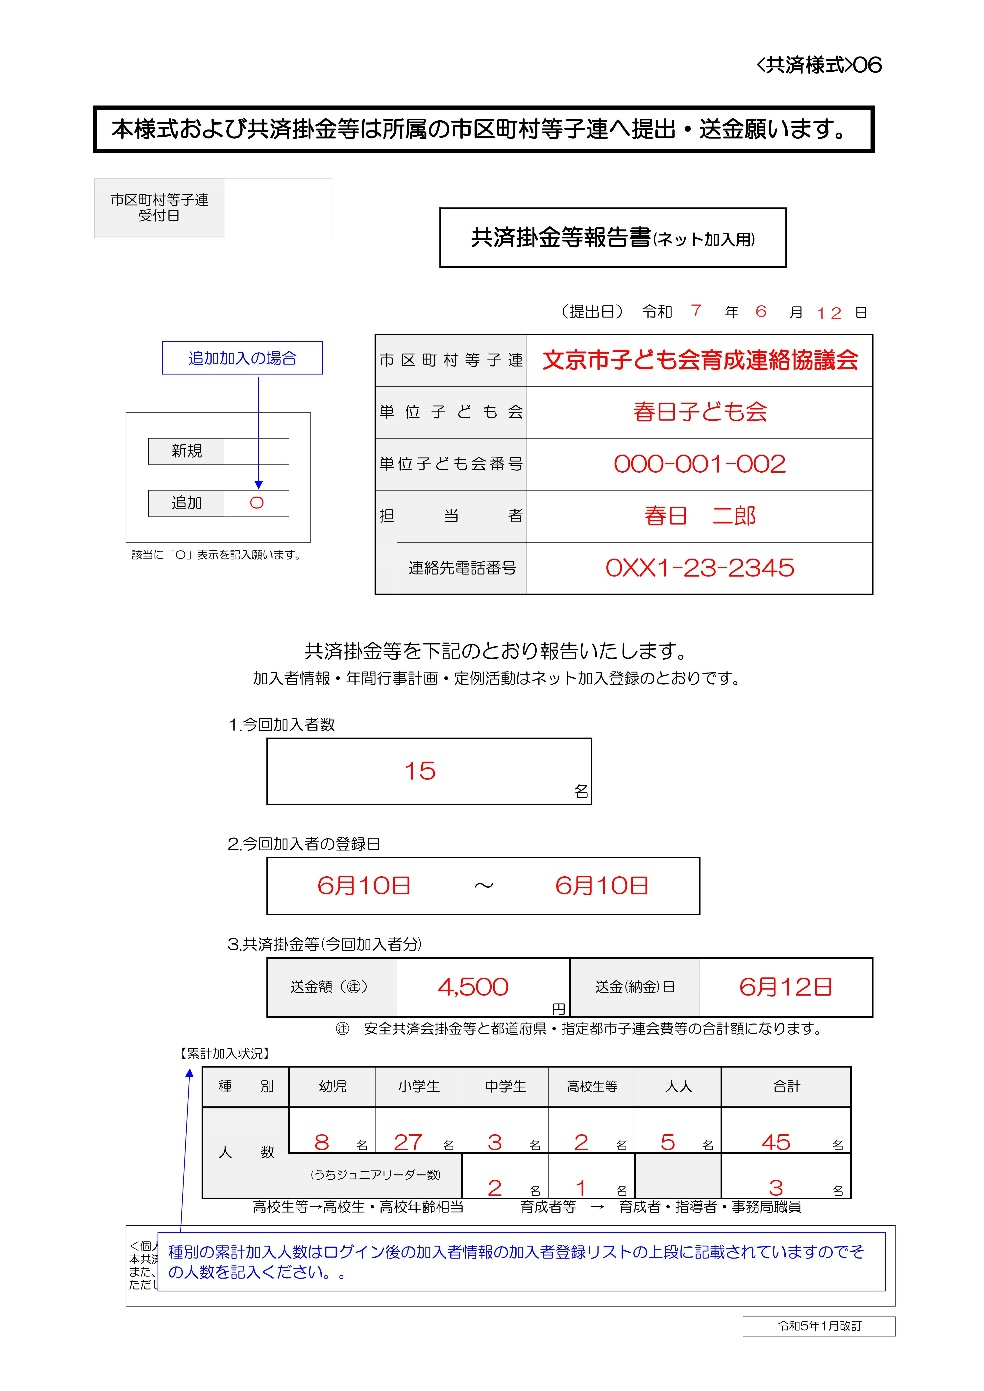 <共済様式>06
本様式および共済掛金等は所属の市区町村等子連へ提出・送金願います。
市区町村等子連
受付日
共済掛金等報告書(ネット加入用)
（提出日） 令和 7 年 6 月 12 日
追加加入の場合
新規
追加 ○
該当に「○」表示を記入願います。
市区町村等子連 文京市子ども会育成連絡協議会
単位子ども会 春日子ども会
単位子ども会番号 000-001-002
担当者 春日 二郎
連絡先電話番号 0XX1-23-2345
共済掛金等を下記のとおり報告いたします。
加入者情報・年間行事計画・定例活動はネット加入登録のとおりです。
1.今回加入者数
15 名
2.今回加入者の登録日
6月10日 ～ 6月10日
3.共済掛金等(今回加入者分)
送金額（㊟） 4,500 円 送金(納金)日 6月12日
㊟ 安全共済会掛金等と都道府県・指定都市子連会費等の合計額になります。
【累計加入状況】
種別 幼児 小学生 中学生 高校生等 大人 合計
人数 8 名 27 名 3 名 2 名 5 名 45 名
(うちジュニアリーダー数) 2 名 1 名 3 名
高校生等→高校生・高校年齢相当 育成者等 → 育成者・指導者・事務局職員
<個人
本共済
また、
ただし
種別の累計加入人数はログイン後の加入者情報の加入者登録リストの上段に記載されていますのでそ
の人数を記入ください。。
令和5年1月改訂